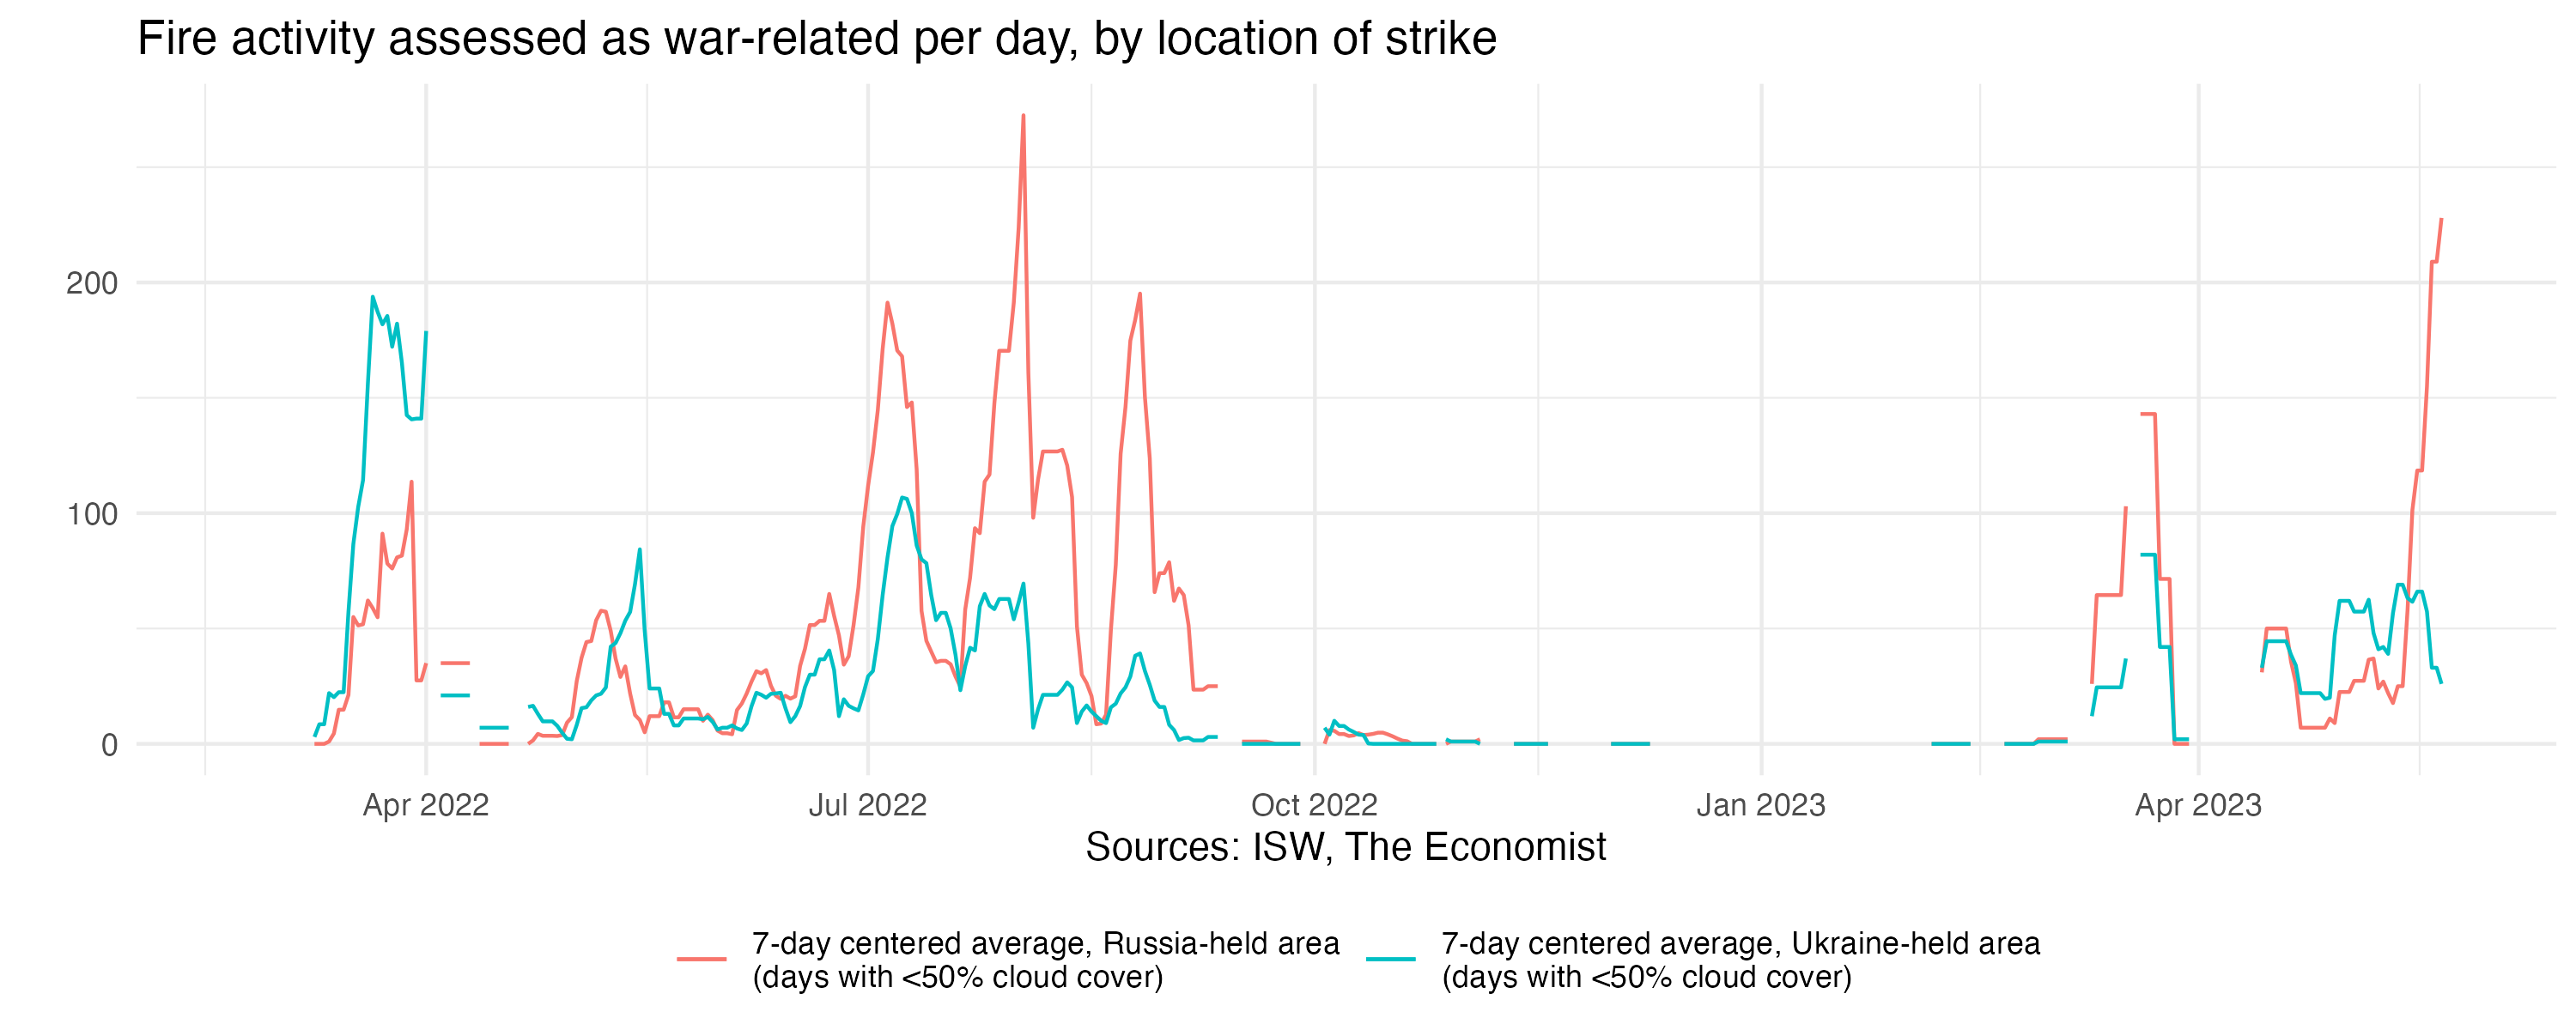 Fire activity assessed as war-related per day, by location of strike
200
100
0
Apr 2022
Jul 2022
Oct 2022
Jan 2023
Apr 2023
Sources: ISW, The Economist
7-day centered average, Russia-held area
(days with <50% cloud cover)
7-day centered average, Ukraine-held area
(days with <50% cloud cover)